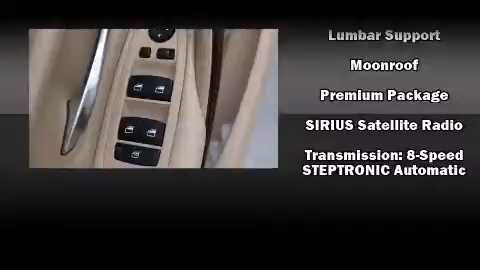 Lumbar Support
Moonroof
Premium Package
SIRIUS Satellite Radio
Transmission: 8-Speed
STEPTRONIC Automatic